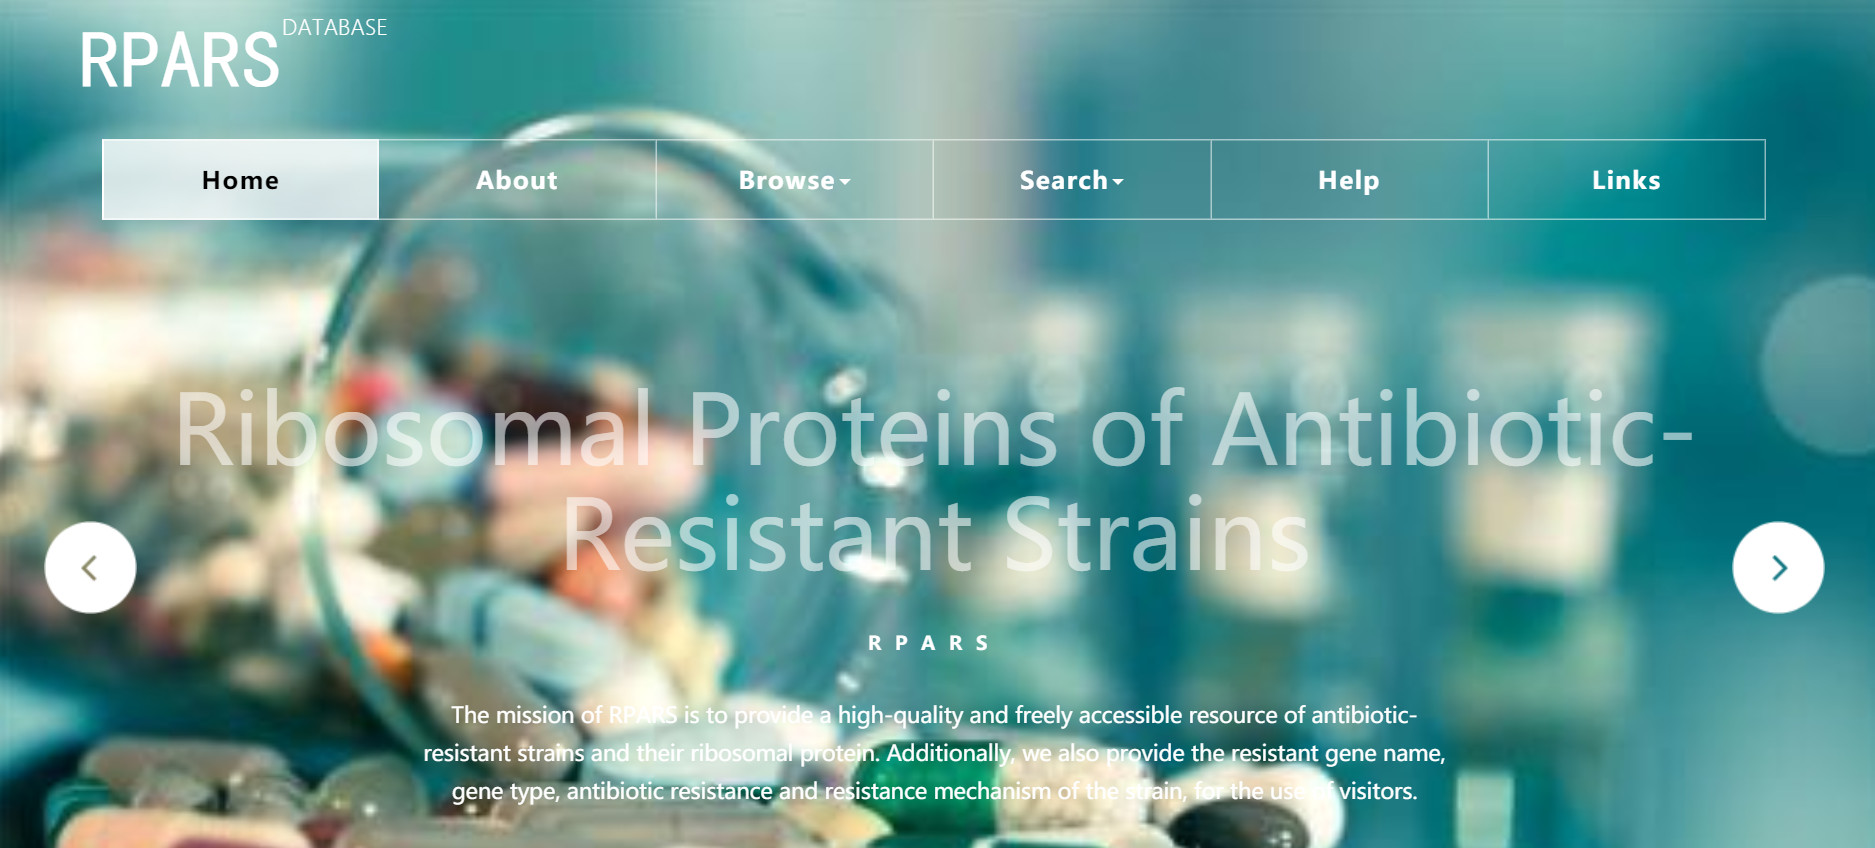 RPARS DATABASE
Home About Browse Search Help Links
Ribosomal Proteins of Antibiotic-
Resistant Strains
RPARS
The mission of RPARS is to provide a high-quality and freely accessible resource of antibiotic-
resistant strains and their ribosomal protein. Additionally, we also provide the resistant gene name,
gene type, antibiotic resistance and resistance mechanism of the strain, for the use of visitors.